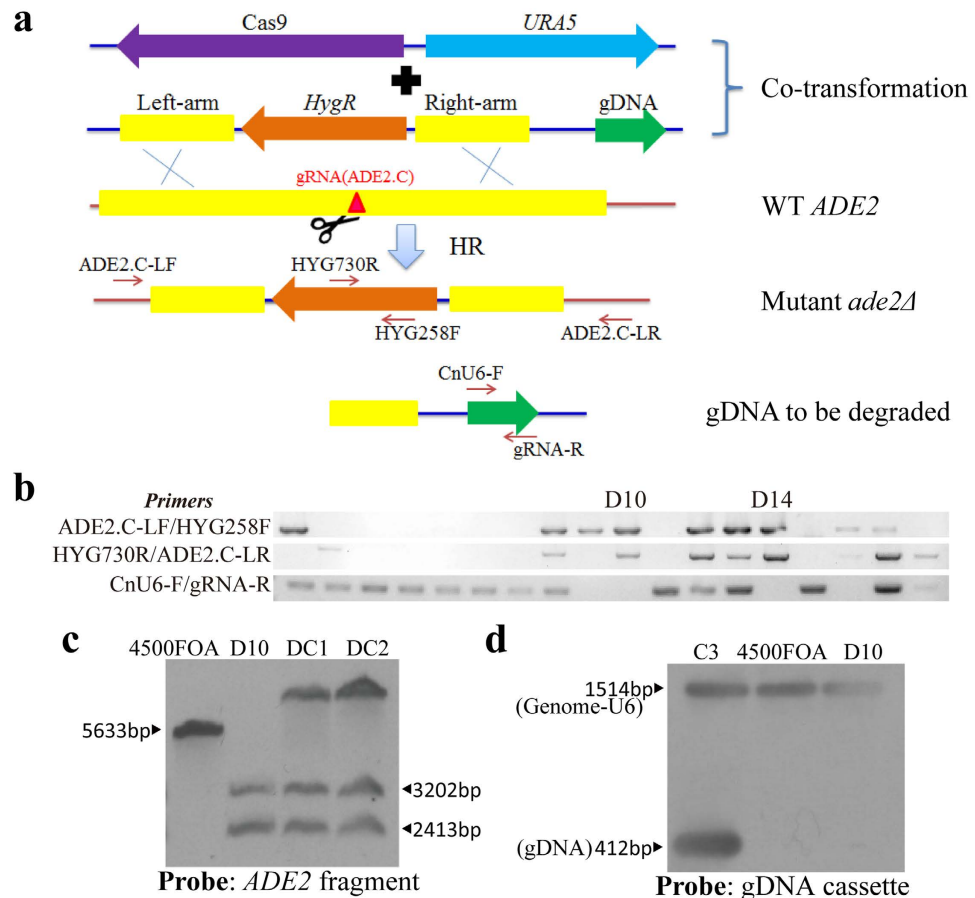 a
Cas9 URA5
Co-transformation
Left-arm HygR Right-arm gDNA
gRNA(ADE2.C)
WT ADE2
HR
ADE2.C-LF HYG730R
Mutant ade2Δ
HYG258F ADE2.C-LR
CnU6-F
gDNA to be degraded
gRNA-R
b
Primers D10 D14
ADE2.C-LF/HYG258F
HYG730R/ADE2.C-LR
CnU6-F/gRNA-R
c
4500FOA D10 DC1 DC2
5633bp
3202bp
2413bp
Probe: ADE2 fragment
d
C3 4500FOA D10
1514bp
(Genome-U6)
(gDNA) 412bp
Probe: gDNA cassette